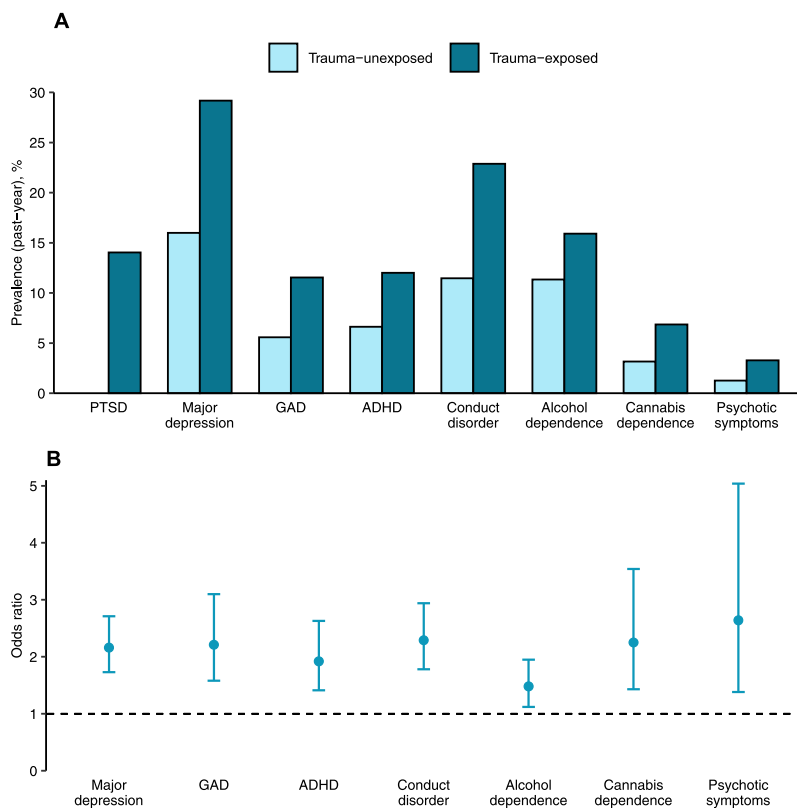 A
Trauma−unexposed Trauma−exposed
Prevalence (past−year), %
30
25
20
15
10
5
0
PTSD Major depression GAD ADHD Conduct disorder Alcohol dependence Cannabis dependence Psychotic symptoms
B
Odds ratio
5
4
3
2
1
0
Major depression GAD ADHD Conduct disorder Alcohol dependence Cannabis dependence Psychotic symptoms